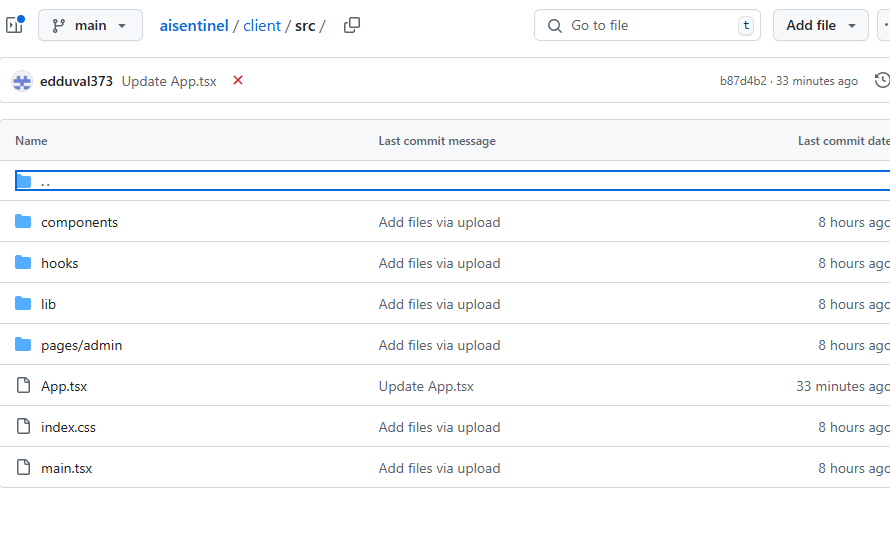 main aisentinel / client / src / Go to file t Add file
edduval373 Update App.tsx b87d4b2 · 33 minutes ago
Name Last commit message Last commit date
..
components Add files via upload 8 hours ago
hooks Add files via upload 8 hours ago
lib Add files via upload 8 hours ago
pages/admin Add files via upload 8 hours ago
App.tsx Update App.tsx 33 minutes ago
index.css Add files via upload 8 hours ago
main.tsx Add files via upload 8 hours ago